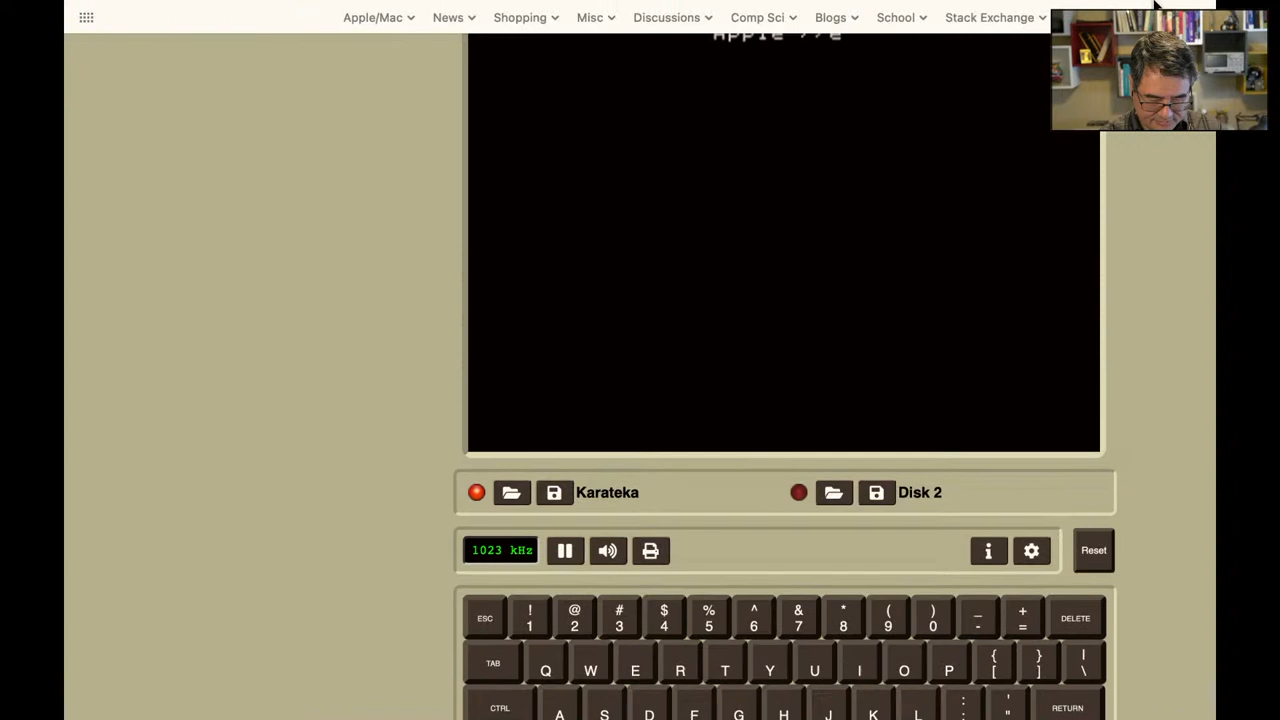 Apple/Mac News Shopping Misc Discussions Comp Sci Blogs School Stack Exchange
Apple //e
Karateka Disk 2
1023 kHz Reset
ESC ! 1 @ 2 # 3 $ 4 % 5 ^ 6 & 7 * 8 ( 9 ) 0 _ - + = DELETE
TAB Q W E R T Y U I O P { [ } ] | \
CTRL A S D F G H J K L : ; ' " RETURN